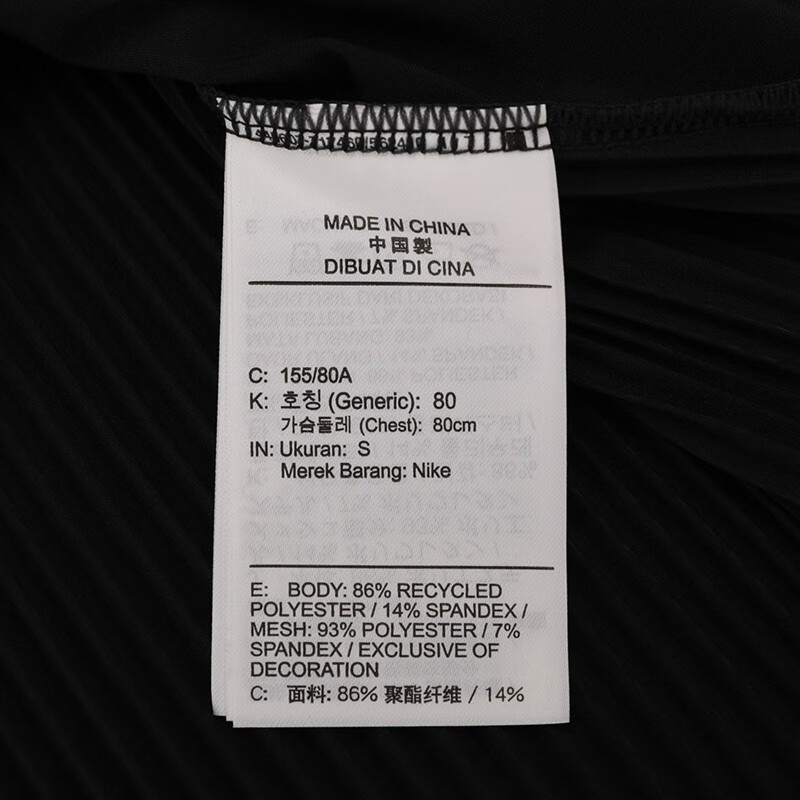 MADE IN CHINA
中国製
DIBUAT DI CINA
C: 155/80A
K: 호칭 (Generic): 80
가슴둘레 (Chest): 80cm
IN: Ukuran: S
Merek Barang: Nike
E: BODY: 86% RECYCLED
POLYESTER / 14% SPANDEX /
MESH: 93% POLYESTER / 7%
SPANDEX / EXCLUSIVE OF
DECORATION
C: 面料: 86% 聚酯纤维 / 14%